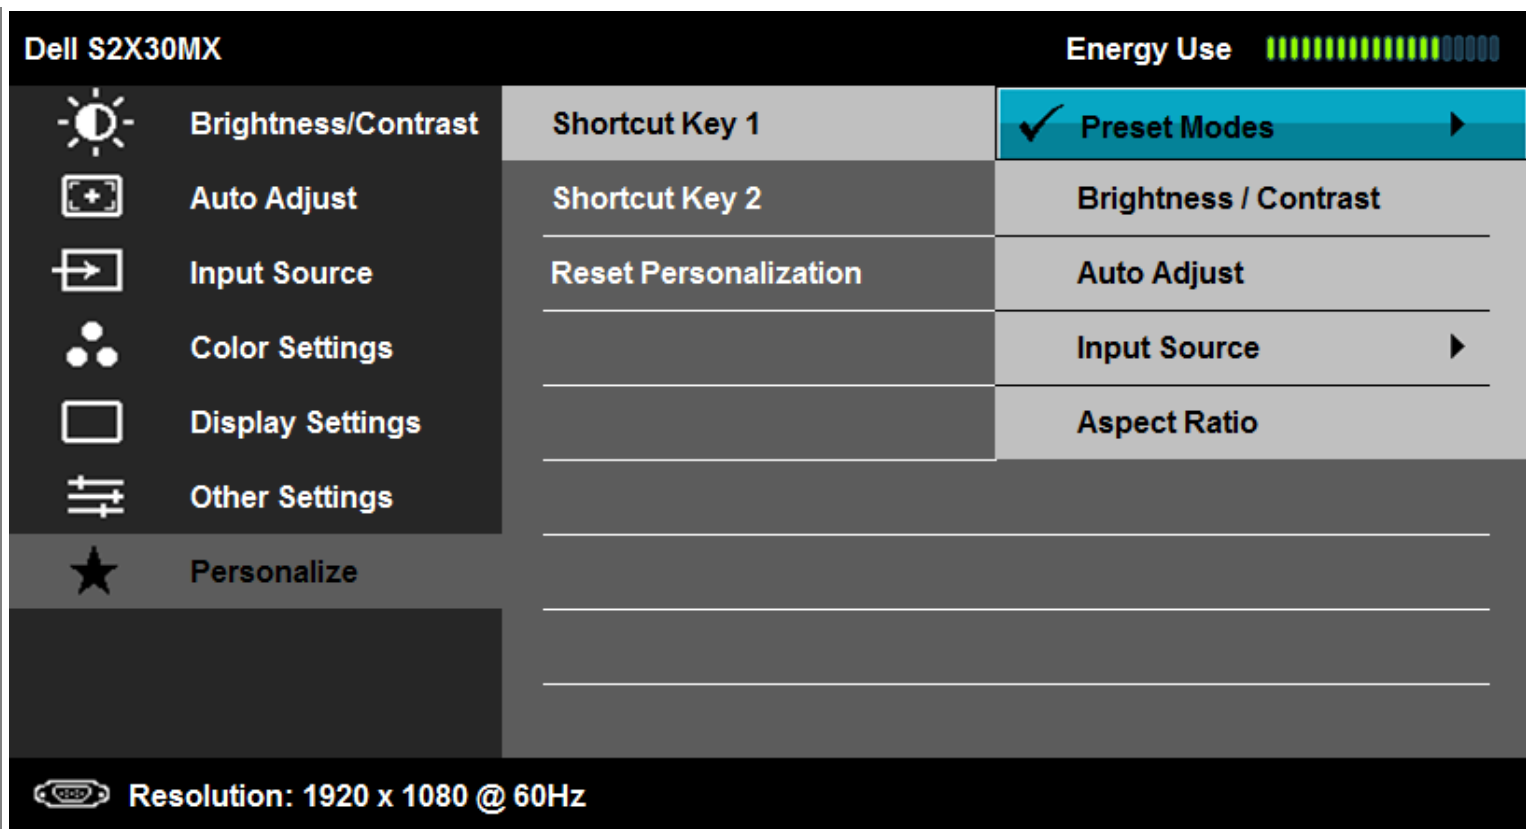 Dell S2X30MX Energy Use
Brightness/Contrast Shortcut Key 1 Preset Modes
Auto Adjust Shortcut Key 2 Brightness / Contrast
Input Source Reset Personalization Auto Adjust
Color Settings Input Source
Display Settings Aspect Ratio
Other Settings
Personalize
Resolution: 1920 x 1080 @ 60Hz